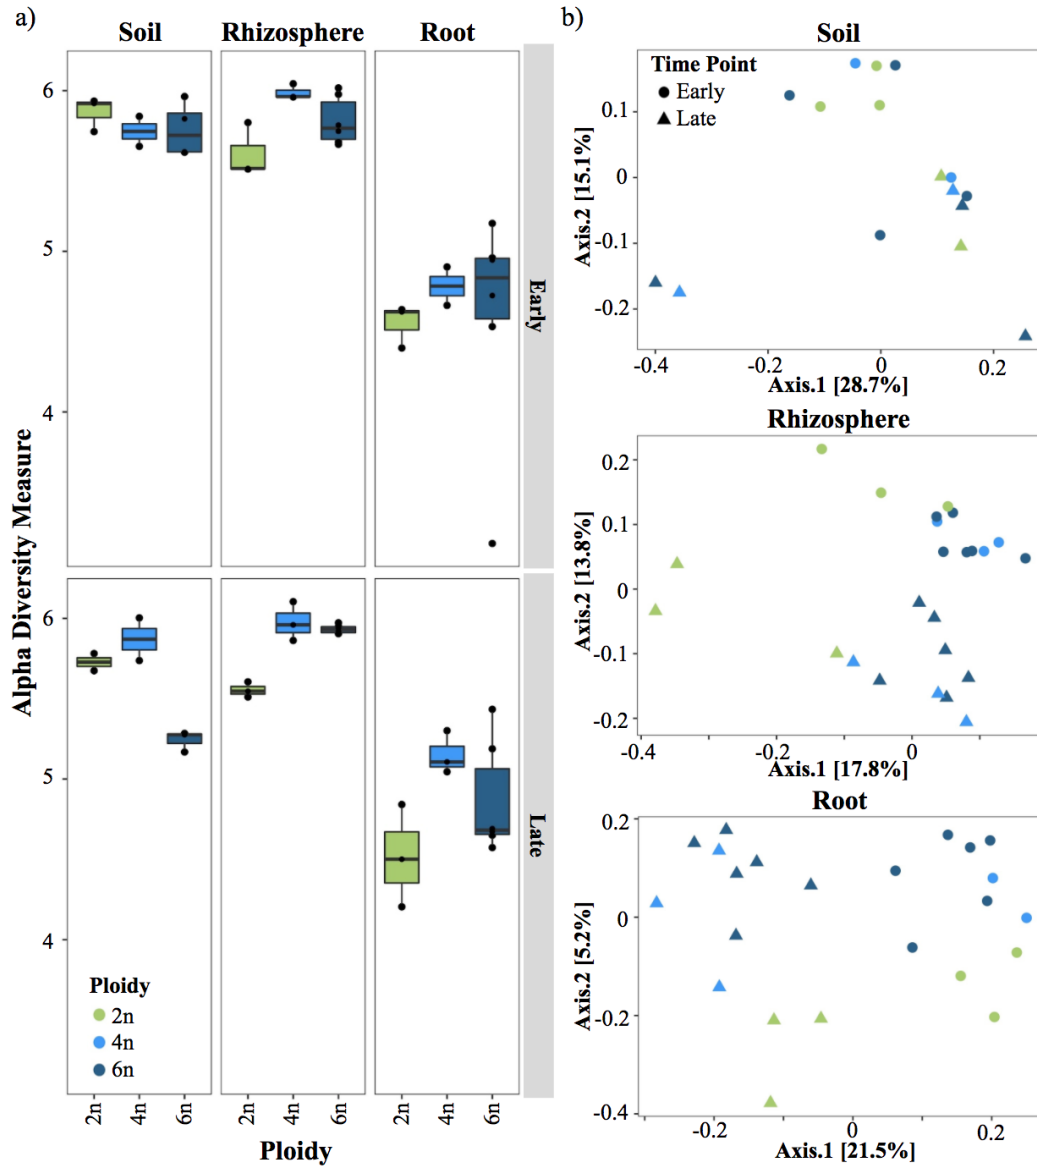 a)
Soil
Rhizosphere
Root
6
5
4
Early
6
5
4
Late
Alpha Diversity Measure
Ploidy
2n
4n
6n
2n
4n
6n
2n
4n
6n
2n
4n
6n
Ploidy
b)
Soil
Time Point
Early
Late
0.1
0
-0.1
-0.2
Axis.2 [15.1%]
-0.4
-0.2
0
0.2
Axis.1 [28.7%]
Rhizosphere
0.2
0.1
0
-0.1
-0.2
Axis.2 [13.8%]
-0.4
-0.2
0
Axis.1 [17.8%]
Root
0.2
0
-0.2
-0.4
Axis.2 [5.2%]
-0.2
0
0.2
Axis.1 [21.5%]